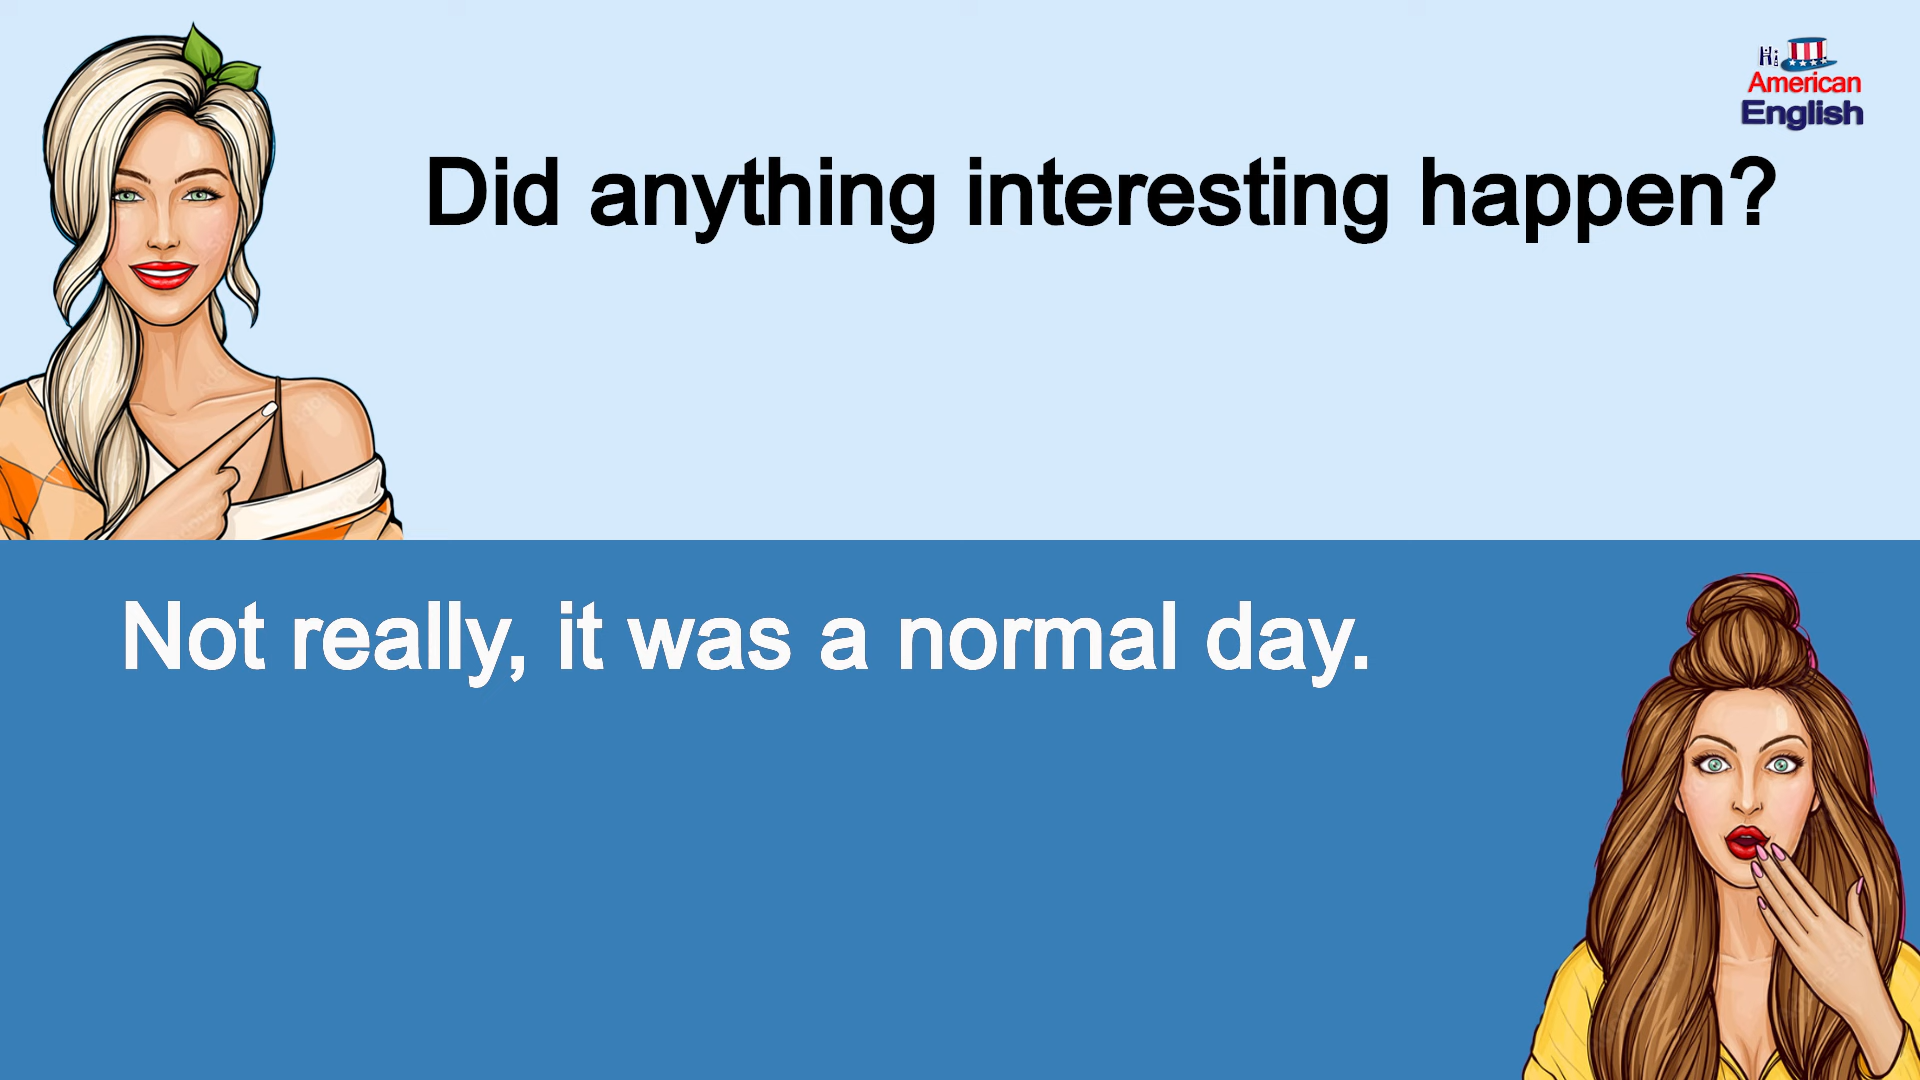 Hi
American
English
Did anything interesting happen?
Not really, it was a normal day.